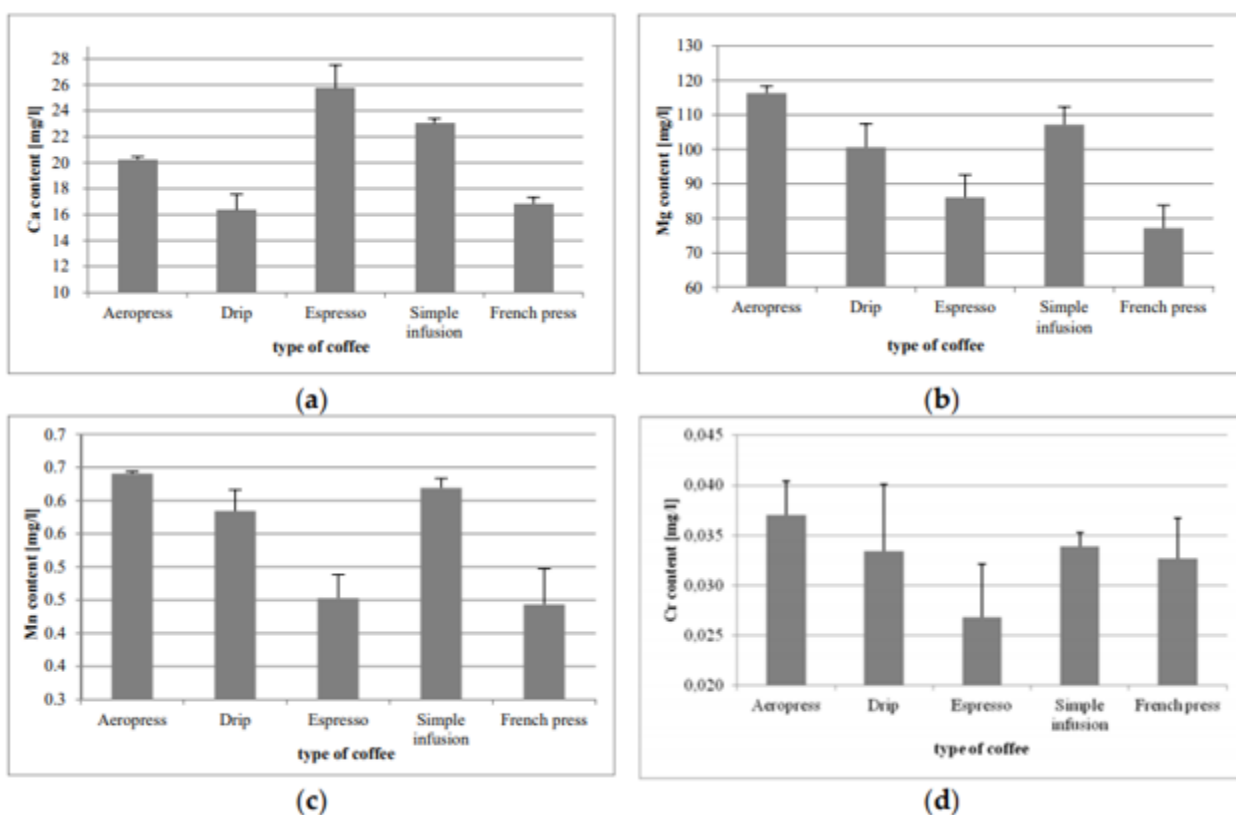 28
26
24
22
20
18
16
14
12
10
Ca content [mg/l]
Aeropress Drip Espresso Simple infusion French press
type of coffee
(a)
130
120
110
100
90
80
70
60
Mg content [mg/l]
Aeropress Drip Espresso Simple infusion French press
type of coffee
(b)
0.7
0.7
0.6
0.6
0.5
0.5
0.4
0.4
0.3
Mn content [mg/l]
Aeropress Drip Espresso Simple infusion French press
type of coffee
(c)
0,045
0,040
0,035
0,030
0,025
0,020
Cr content [mg/l]
Aeropress Drip Espresso Simple infusion French press
type of coffee
(d)